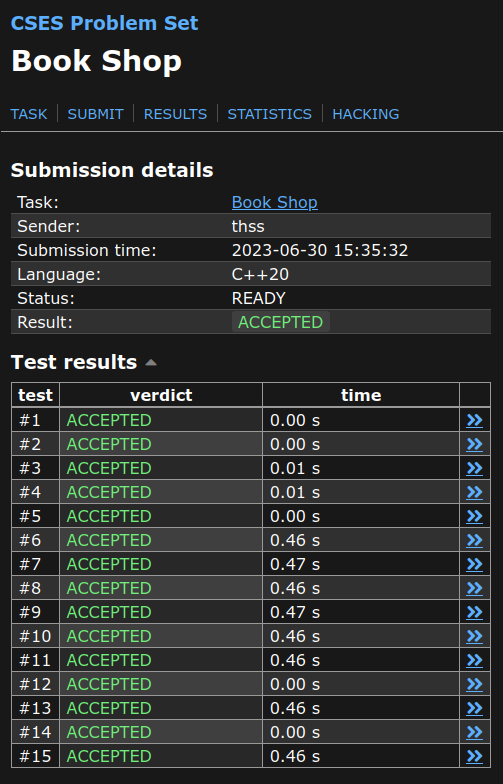 CSES Problem Set
Book Shop
TASK SUBMIT RESULTS STATISTICS HACKING
Submission details
Task: Book Shop
Sender: thss
Submission time: 2023-06-30 15:35:32
Language: C++20
Status: READY
Result: ACCEPTED
Test results
test verdict time
#1 ACCEPTED 0.00 s
#2 ACCEPTED 0.00 s
#3 ACCEPTED 0.01 s
#4 ACCEPTED 0.01 s
#5 ACCEPTED 0.00 s
#6 ACCEPTED 0.46 s
#7 ACCEPTED 0.47 s
#8 ACCEPTED 0.46 s
#9 ACCEPTED 0.47 s
#10 ACCEPTED 0.46 s
#11 ACCEPTED 0.46 s
#12 ACCEPTED 0.00 s
#13 ACCEPTED 0.46 s
#14 ACCEPTED 0.00 s
#15 ACCEPTED 0.46 s